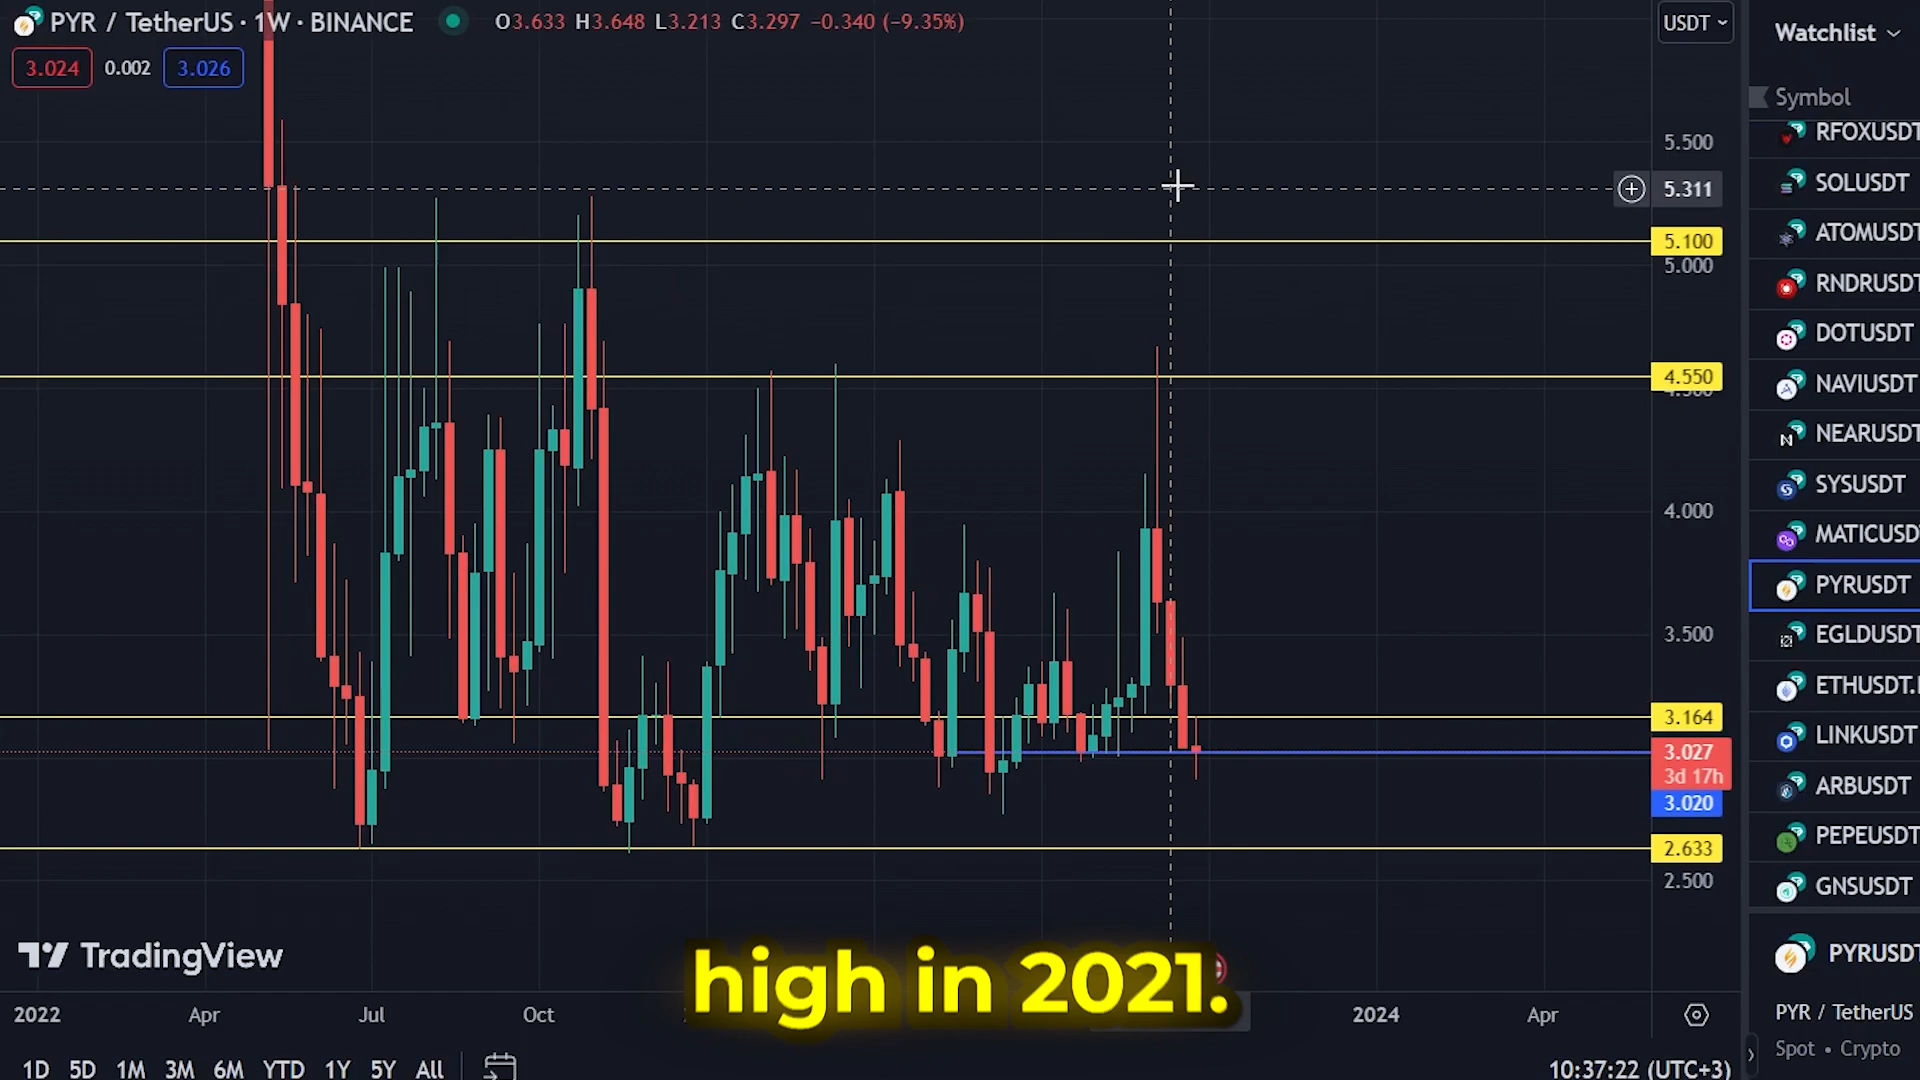 PYR / TetherUS · 1W · BINANCE O3.633 H3.648 L3.213 C3.297 −0.340 (−9.35%)
3.024 0.002 3.026
USDT
Watchlist
Symbol
RFOXUSDT
SOLUSDT
ATOMUSDT
RNDRUSDT
DOTUSDT
NAVIUSDT
NEARUSDT
SYSUSDT
MATICUSD
PYRUSDT
EGLDUSDT
ETHUSDT.
LINKUSDT
ARBUSDT
PEPEUSDT
GNSUSDT
PYRUSDT
PYR / TetherUS
Spot • Crypto
5.500
5.311
5.100
5.000
4.550
4.500
4.000
3.500
3.164
3.027
3d 17h
3.020
2.633
2.500
TradingView
high in 2021.
2022 Apr Jul Oct 2024 Apr
1D 5D 1M 3M 6M YTD 1Y 5Y All
10:37:22 (UTC+3)